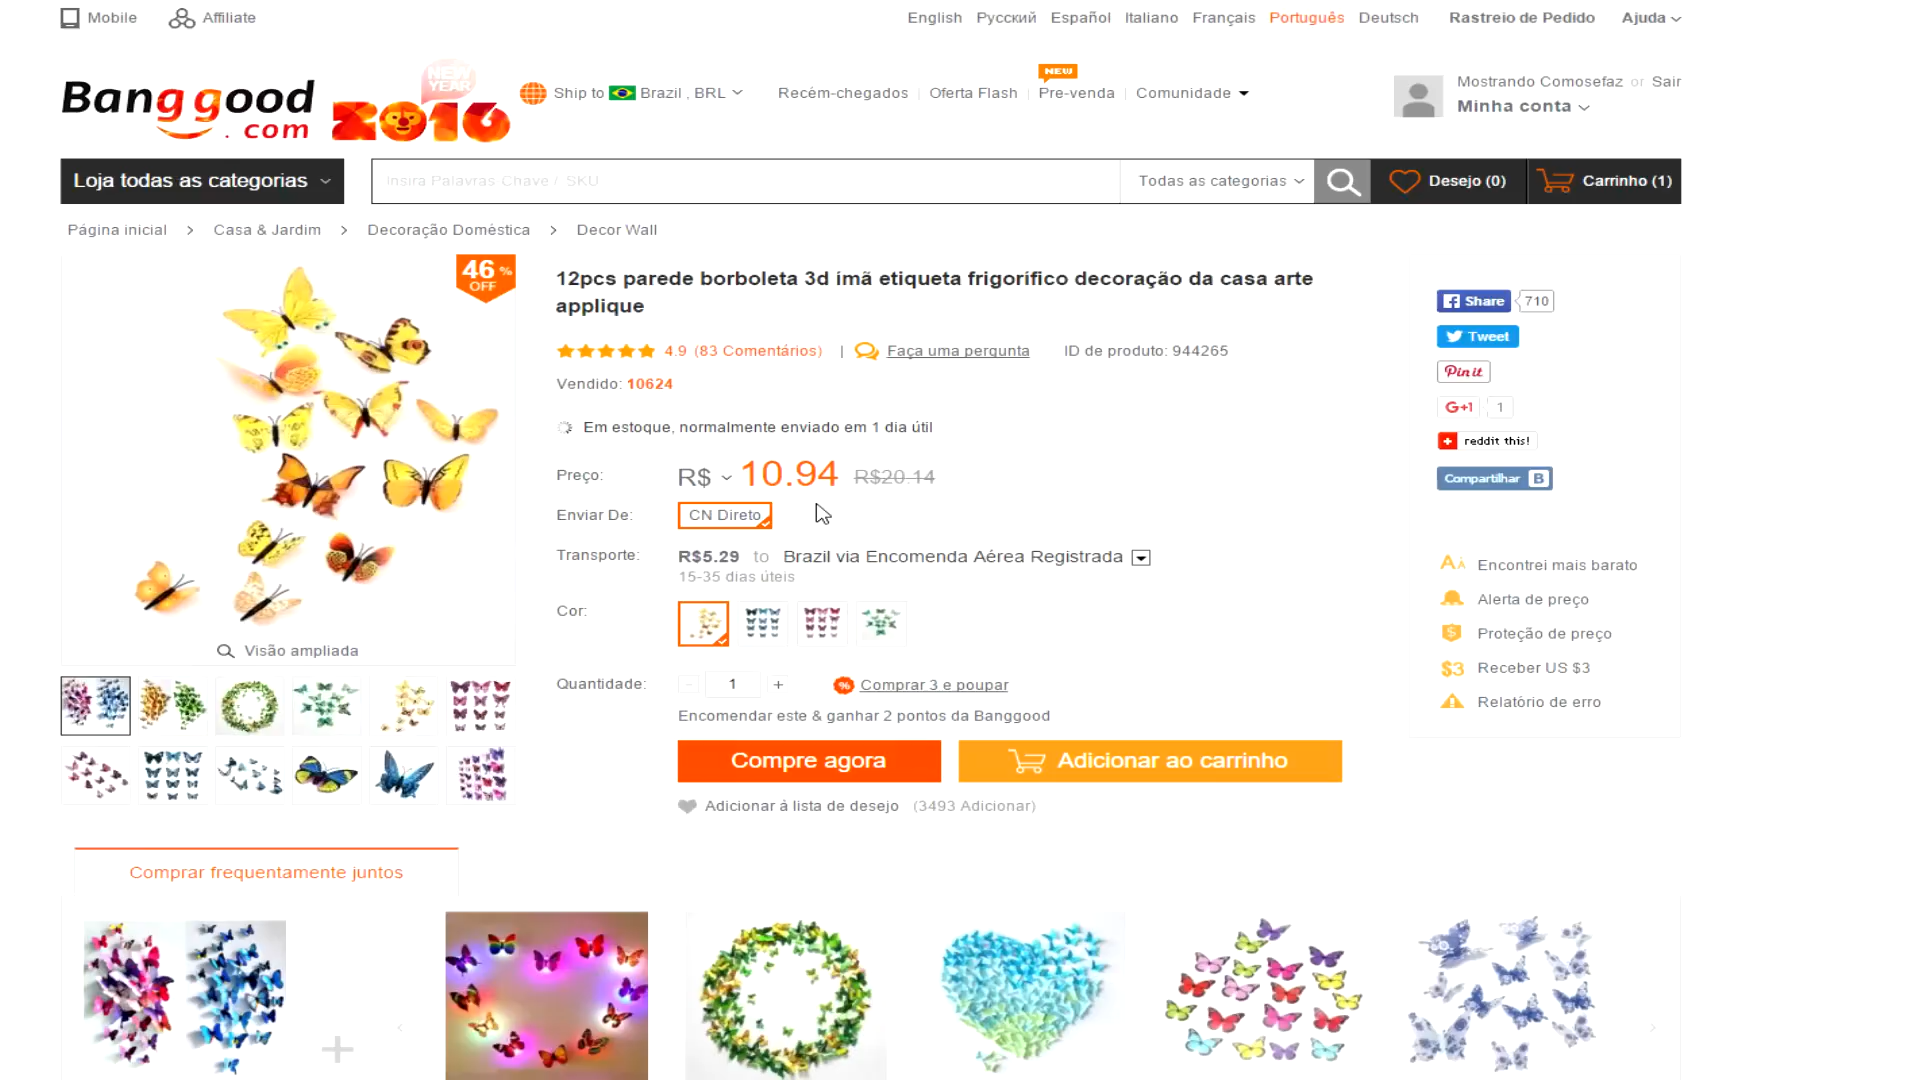 Mobile Affiliate English Русский Español Italiano Français Português Deutsch Rastreio de Pedido Ajuda
Banggood.com NEW YEAR 2016
NEW
Ship to Brazil , BRL Recém-chegados Oferta Flash Pre-venda Comunidade
Mostrando Comosefaz or Sair
Minha conta
Loja todas as categorias Insira Palavras-Chave / SKU Todas as categorias Desejo (0) Carrinho (1)
Página inicial > Casa & Jardim > Decoração Doméstica > Decor Wall
46 % OFF
12pcs parede borboleta 3d ímã etiqueta frigorífico decoração da casa arte
applique
4.9 (83 Comentários) | Faça uma pergunta ID de produto: 944265
Vendido: 10624
Em estoque, normalmente enviado em 1 dia útil
Preço: R$ 10.94 R$20.14
Enviar De: CN Direto
Transporte: R$5.29 to Brazil via Encomenda Aérea Registrada
15-35 dias úteis
Cor:
Visão ampliada
Quantidade: - 1 + % Comprar 3 e poupar
Encomendar este & ganhar 2 pontos da Banggood
Compre agora Adicionar ao carrinho
Adicionar á lista de desejo (3493 Adicionar)
Share 710
Tweet
Pin it
G+1 1
reddit this!
Compartilhar B
Encontrei mais barato
Alerta de preço
Proteção de preço
$3 Receber US $3
Relatório de erro
Comprar frequentamente juntos